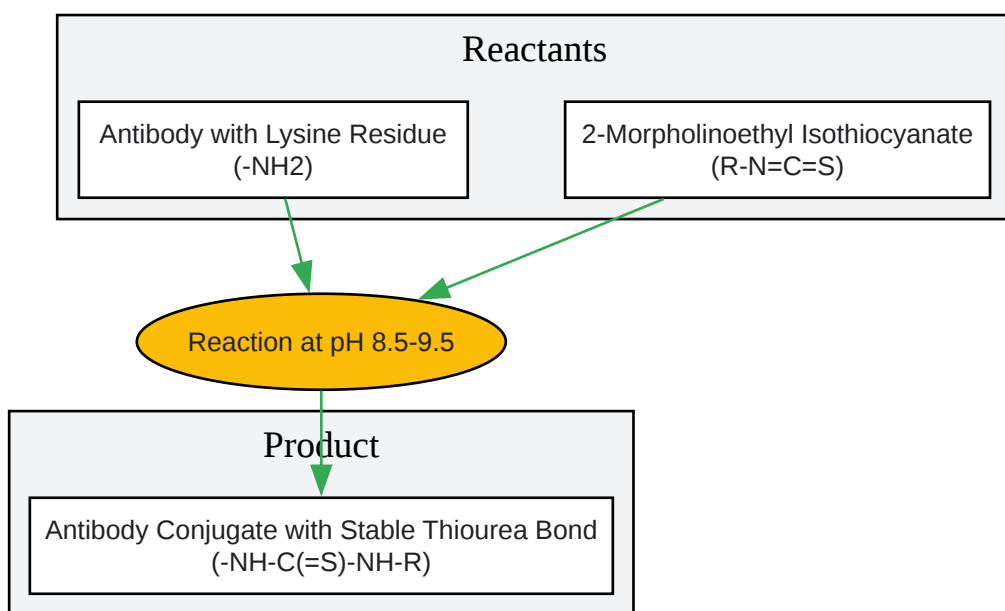 Reactants
Antibody with Lysine Residue
(-NH2)
2-Morpholinoethyl Isothiocyanate
(R-N=C=S)
Reaction at pH 8.5-9.5
Product
Antibody Conjugate with Stable Thiourea Bond
(-NH-C(=S)-NH-R)